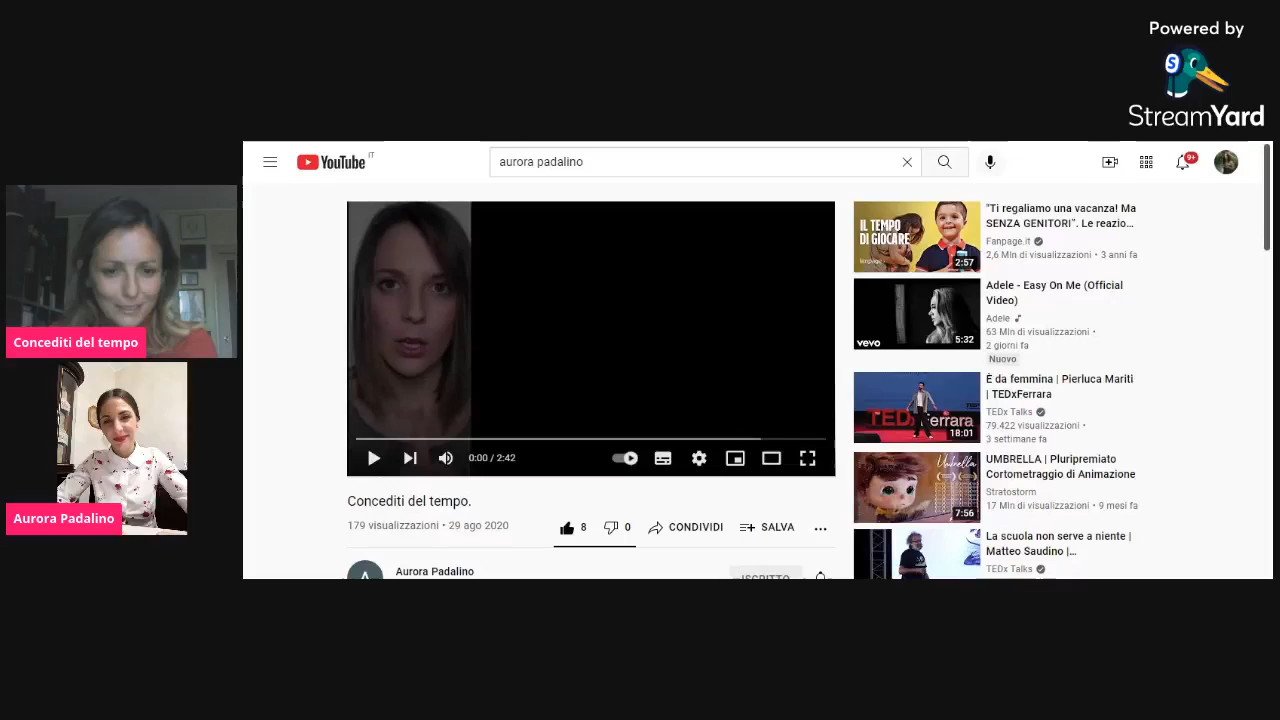 Powered by
StreamYard
YouTube IT
aurora padalino
9+
Concediti del tempo
Aurora Padalino
0:00 / 2:42
Concediti del tempo.
179 visualizzazioni • 29 ago 2020
8
0
CONDIVIDI
SALVA
Aurora Padalino
ISCRITTO
IL TEMPO
DI GIOCARE
2:57
"Ti regaliamo una vacanza! Ma
SENZA GENITORI". Le reazio...
Fanpage.it
2,6 Mln di visualizzazioni • 3 anni fa
vevo
5:32
Adele - Easy On Me (Official
Video)
Adele
63 Mln di visualizzazioni •
2 giorni fa
Nuovo
TEDx
Ferrara
18:01
È da femmina | Pierluca Mariti
| TEDxFerrara
TEDx Talks
79.422 visualizzazioni •
3 settimane fa
Umbrella
7:56
UMBRELLA | Pluripremiato
Cortometraggio di Animazione
Stratostorm
17 Mln di visualizzazioni • 9 mesi fa
La scuola non serve a niente |
Matteo Saudino |...
TEDx Talks